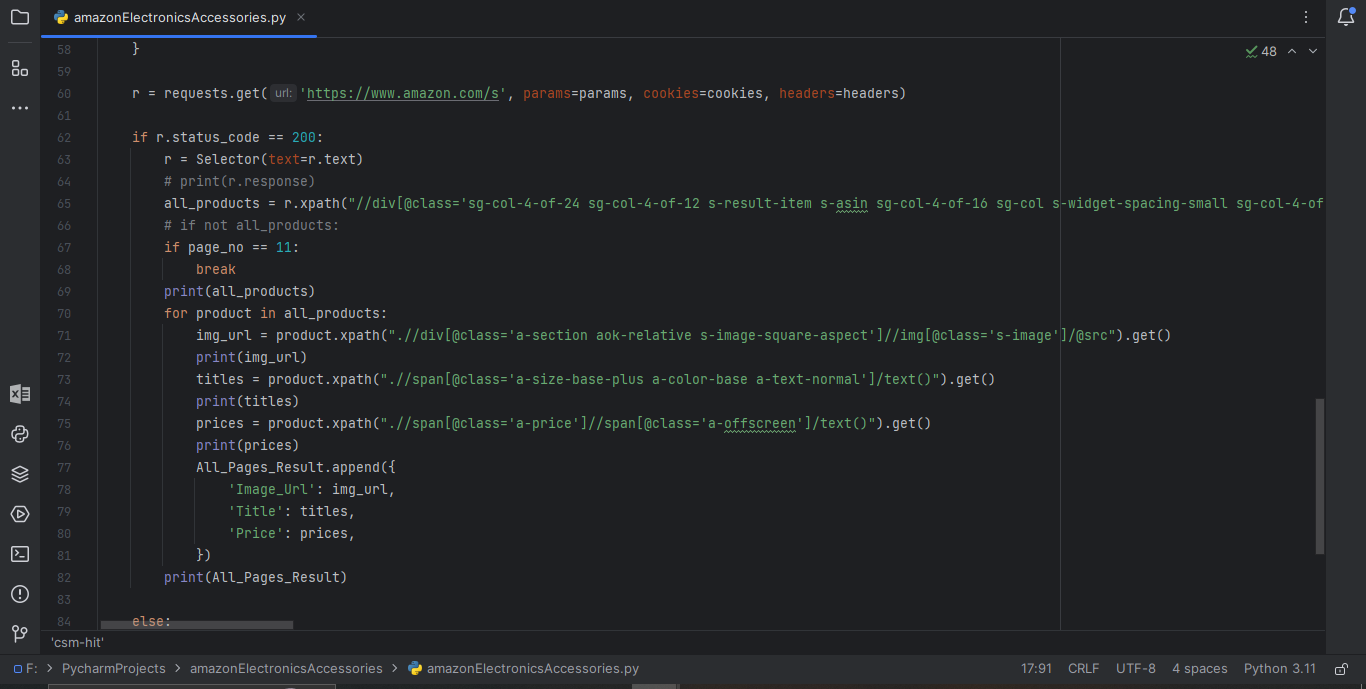 amazonElectronicsAccessories.py
58 }
48
59
60 r = requests.get( url: 'https://www.amazon.com/s', params=params, cookies=cookies, headers=headers)
61
62 if r.status_code == 200:
63 r = Selector(text=r.text)
64 # print(r.response)
65 all_products = r.xpath("//div[@class='sg-col-4-of-24 sg-col-4-of-12 s-result-item s-asin sg-col-4-of-16 sg-col s-widget-spacing-small sg-col-4-of
66 # if not all_products:
67 if page_no == 11:
68 break
69 print(all_products)
70 for product in all_products:
71 img_url = product.xpath(".//div[@class='a-section aok-relative s-image-square-aspect']//img[@class='s-image']/@src").get()
72 print(img_url)
73 titles = product.xpath(".//span[@class='a-size-base-plus a-color-base a-text-normal']/text()").get()
74 print(titles)
75 prices = product.xpath(".//span[@class='a-price']//span[@class='a-offscreen']/text()").get()
76 print(prices)
77 All_Pages_Result.append({
78 'Image_Url': img_url,
79 'Title': titles,
80 'Price': prices,
81 })
82 print(All_Pages_Result)
83
84 else:
'csm-hit'
F: > PycharmProjects > amazonElectronicsAccessories > amazonElectronicsAccessories.py 17:91 CRLF UTF-8 4 spaces Python 3.11